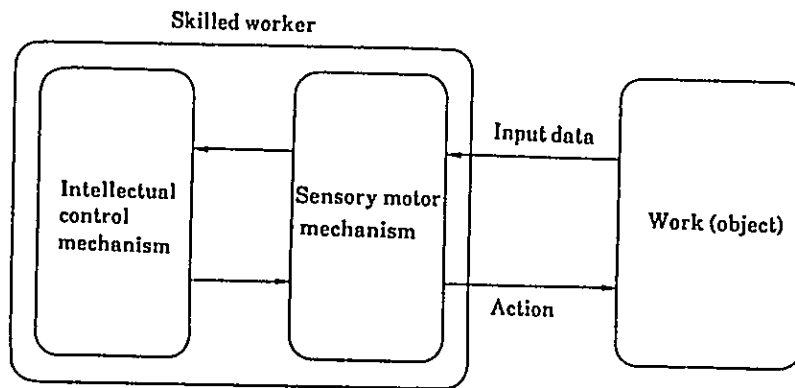 Skilled worker
Intellectual
control
mechanism
Sensory motor
mechanism
Input data
Action
Work (object)